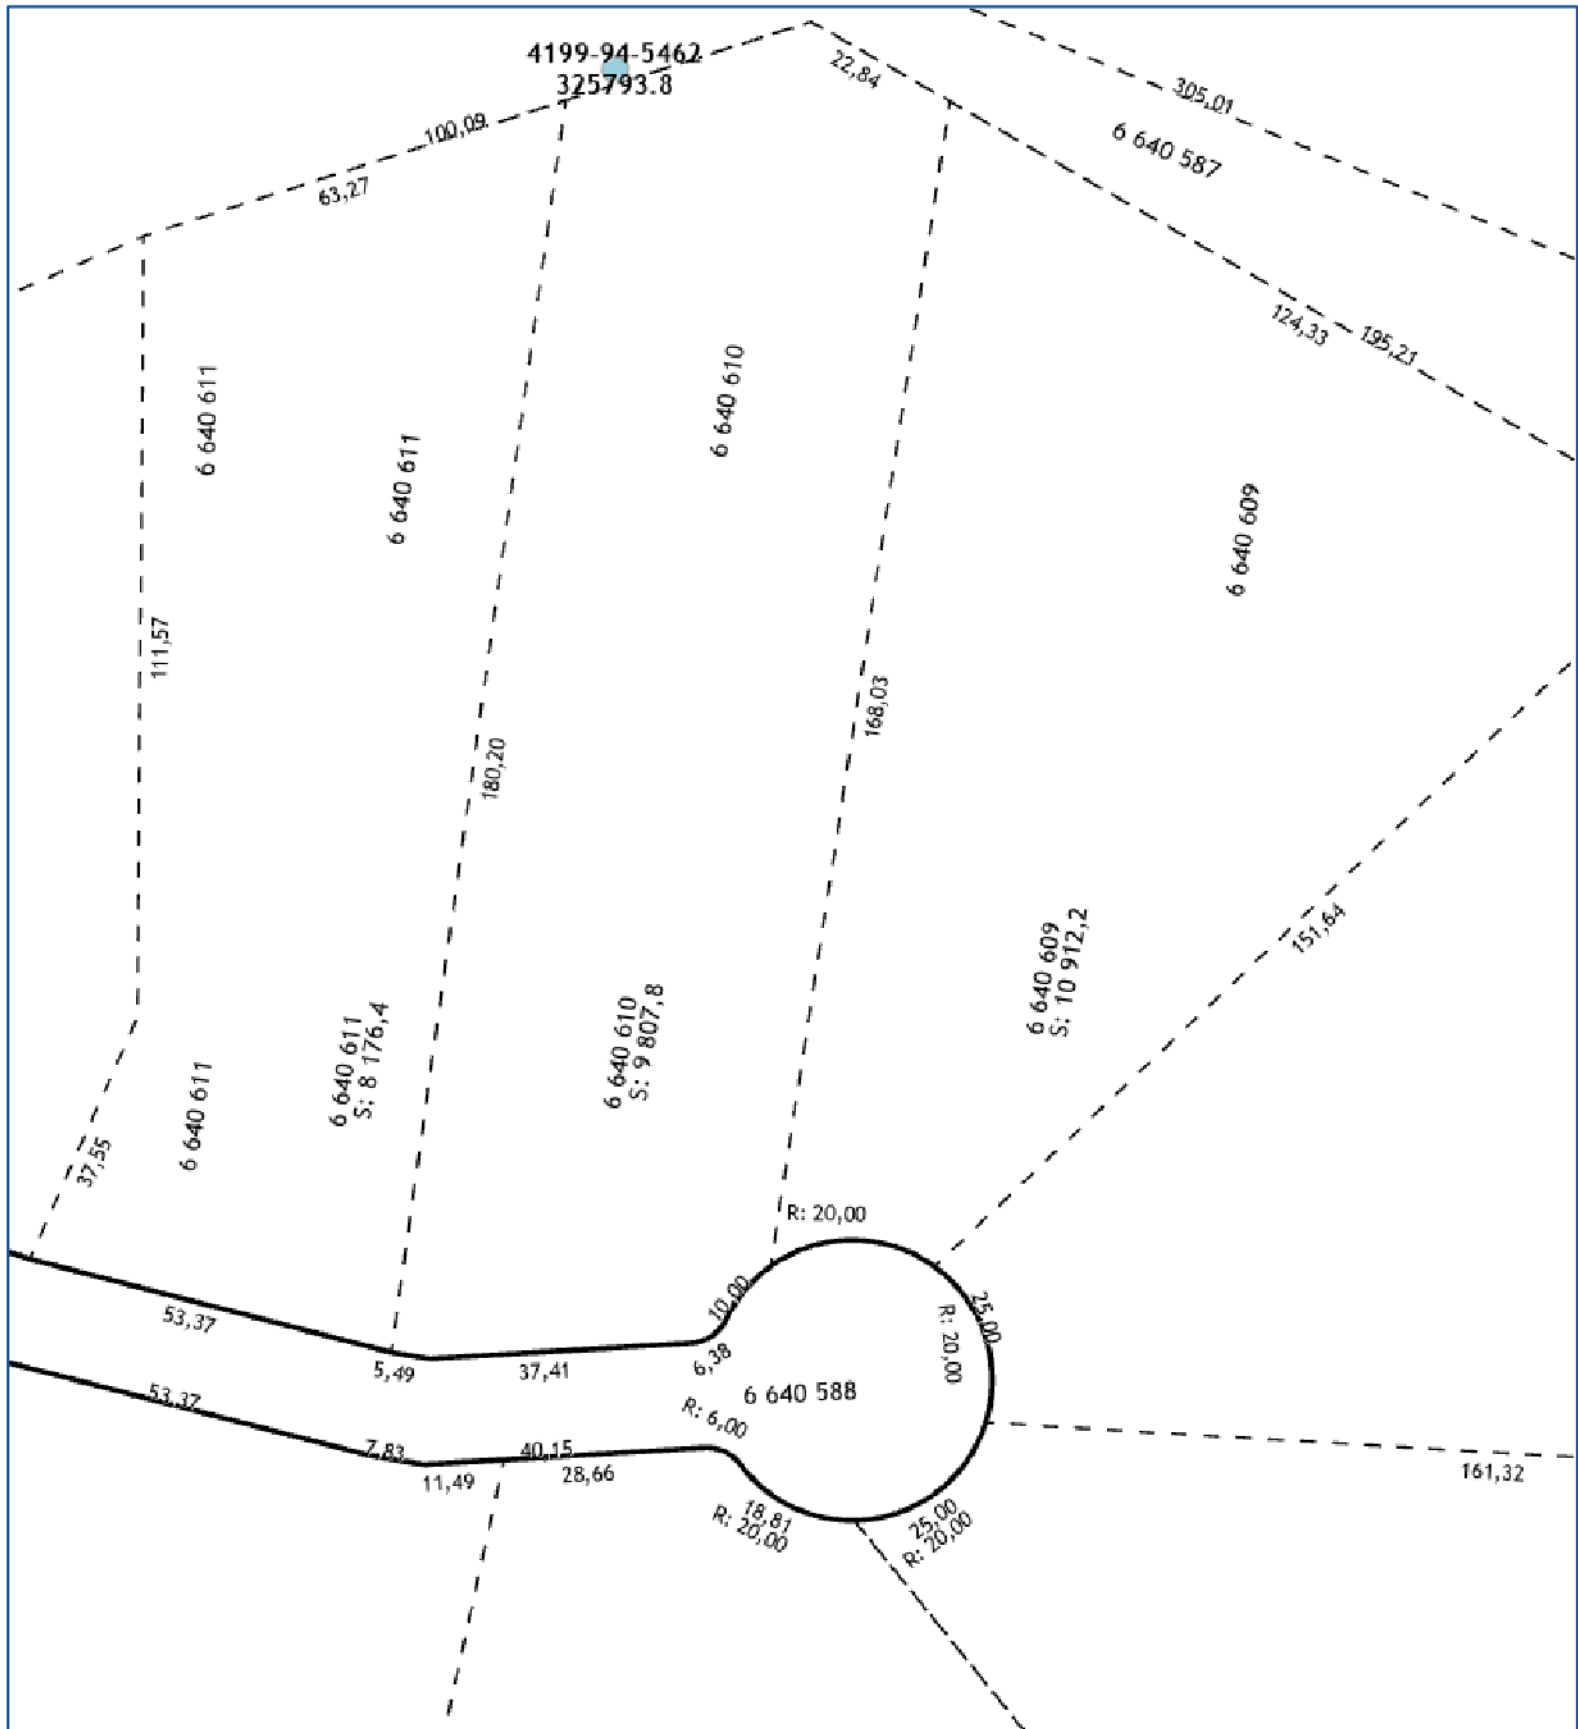 4199-94-5462
325793.8
22,84
305,01
100,09
6 640 587
63,27
124,33
195,21
6 640 611
6 640 611
6 640 610
6 640 609
111,57
180,20
168,03
151,64
6 640 611
S: 8 176,4
6 640 610
S: 9 807,8
6 640 609
S: 10 912,2
6 640 611
37,55
R: 20,00
10,00
25,00
R: 20,00
53,37
5,49
37,41
6,38
6 640 588
R: 6,00
53,37
7,83
40,15
11,49
28,66
161,32
18,81
R: 20,00
25,00
R: 20,00